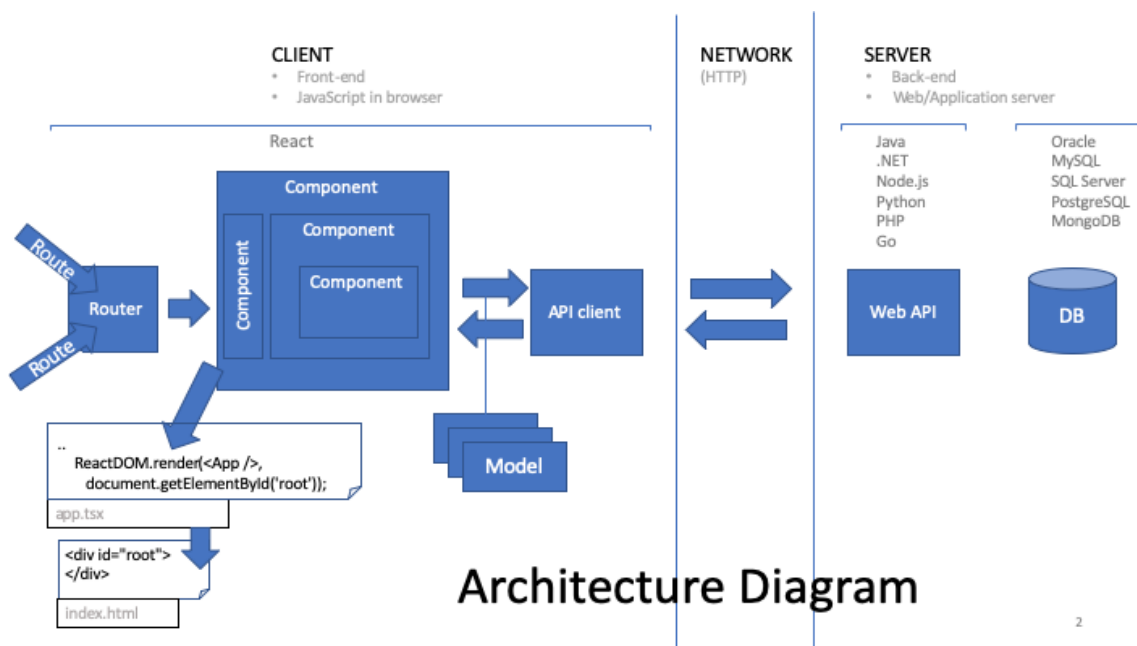 CLIENT
• Front-end
• JavaScript in browser
NETWORK
(HTTP)
SERVER
• Back-end
• Web/Application server
React
Java
.NET
Node.js
Python
PHP
Go
Oracle
MySQL
SQL Server
PostgreSQL
MongoDB
Route
Route
Router
Component
Component
Component
Component
API client
Web API
DB
Model
..
ReactDOM.render(<App />,
document.getElementById('root'));
app.tsx
<div id="root">
</div>
index.html
Architecture Diagram
2